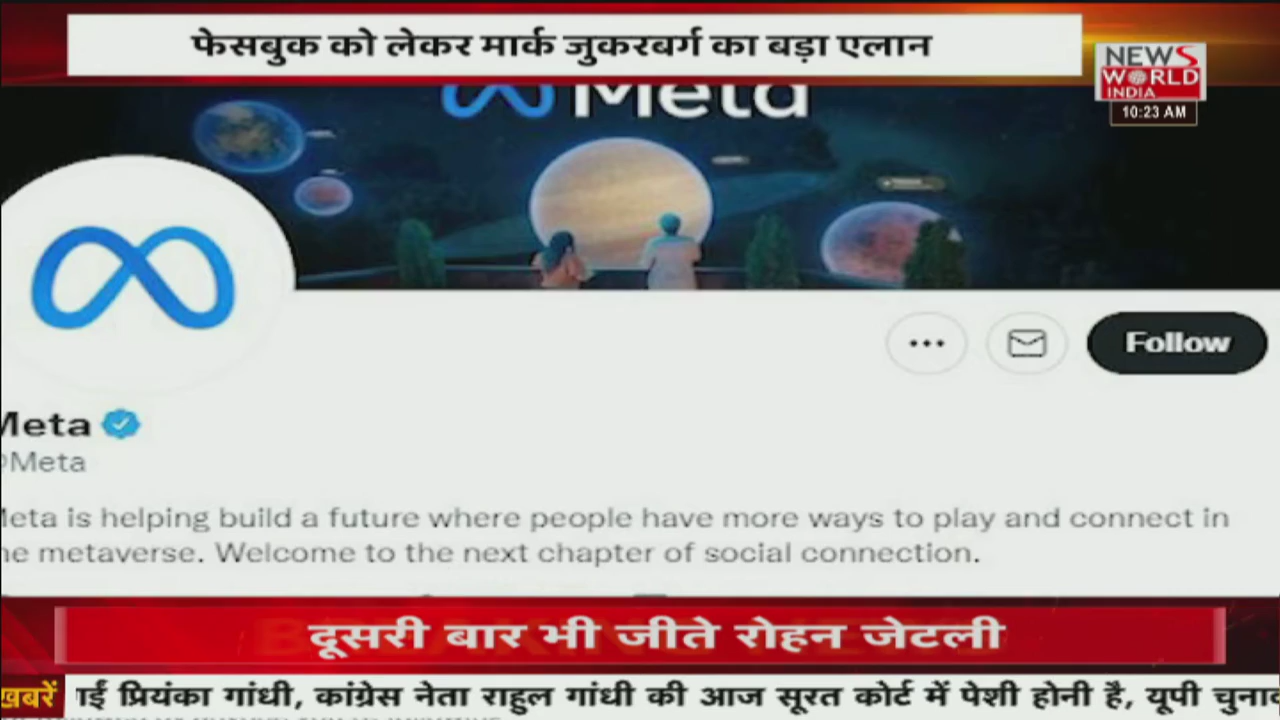 फेसबुक को लेकर मार्क जुकरबर्ग का बड़ा एलान
NEWS
WORLD
INDIA
10:23 AM
Meta
Follow
Meta
@Meta
Meta is helping build a future where people have more ways to play and connect in
he metaverse. Welcome to the next chapter of social connection.
दूसरी बार भी जीते रोहन जेटली
खबरें
प्रियंका गांधी, कांग्रेस नेता राहुल गांधी की आज सूरत कोर्ट में पेशी होनी है, यूपी चुनाव